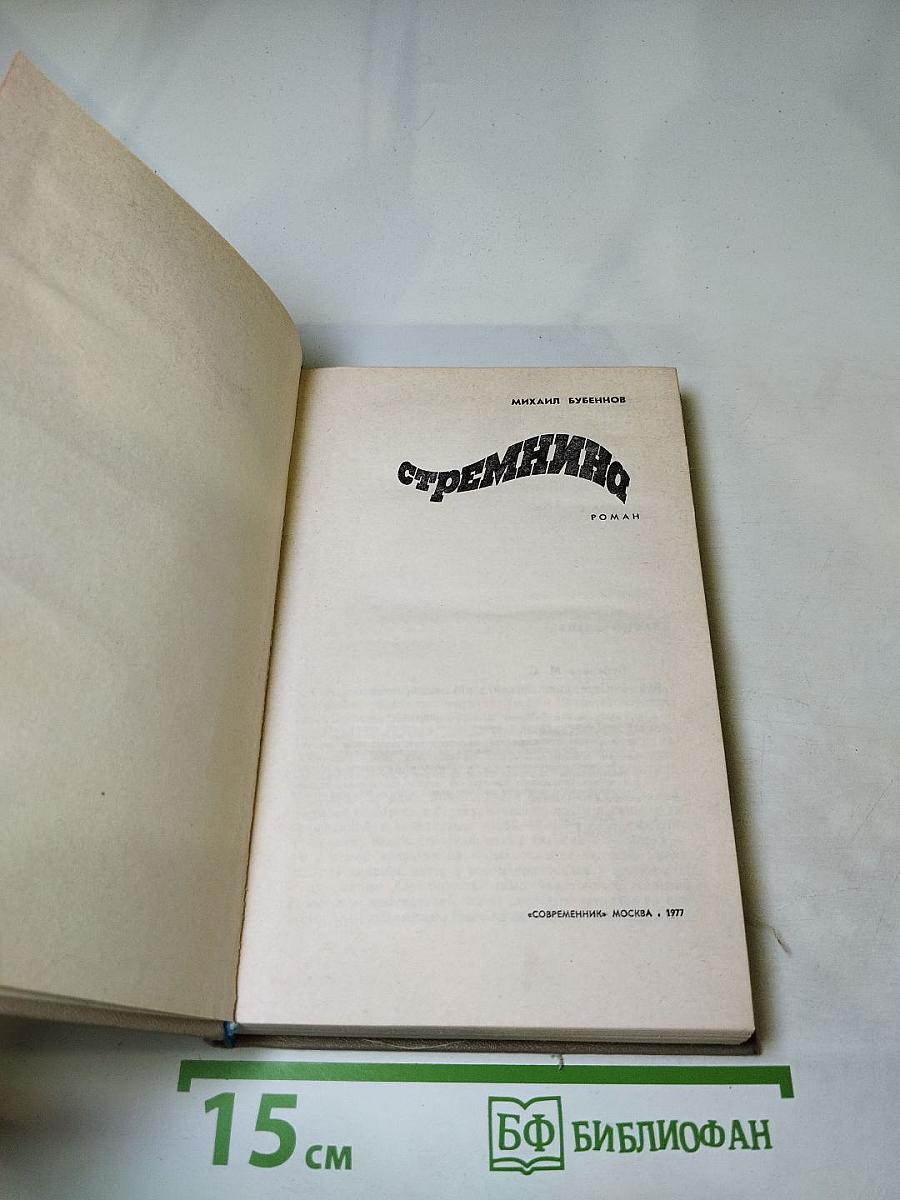 МИХАИЛ БУБЕННОВ
СТРЕМНИНА
РОМАН
«СОВРЕМЕННИК» МОСКВА • 1977
15 см
БФ БИБЛИОФАН